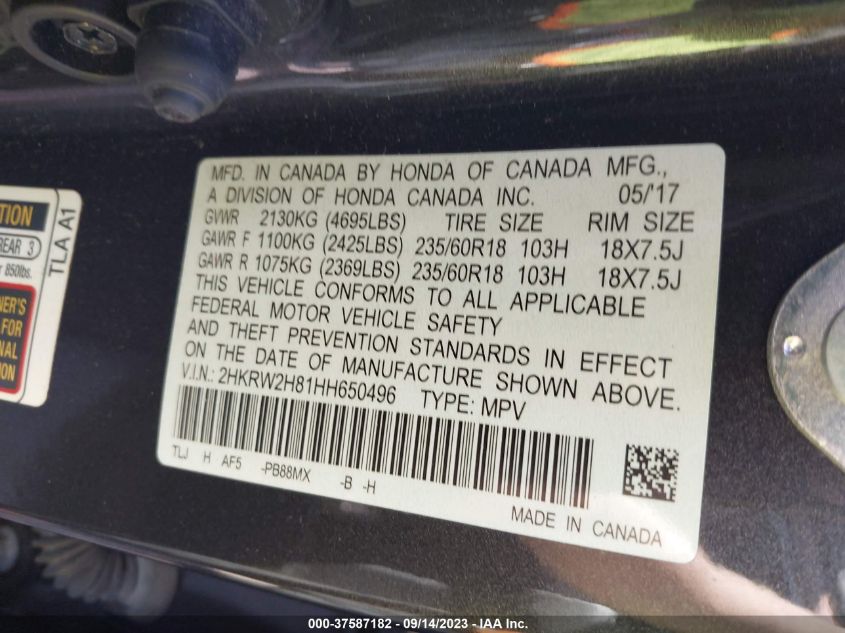 MFD. IN CANADA BY HONDA OF CANADA MFG.,
A DIVISION OF HONDA CANADA INC. 05/'17
GVWR 2130KG (4695LBS) TIRE SIZE RIM SIZE
GAWR F 1100KG (2425LBS) 235/60R18 103H 18X7.5J
GAWR R 1075KG (2369LBS) 235/60R18 103H 18X7.5J
THIS VEHICLE CONFORMS TO ALL APPLICABLE
FEDERAL MOTOR VEHICLE SAFETY
AND THEFT PREVENTION STANDARDS IN EFFECT
ON THE DATE OF MANUFACTURE SHOWN ABOVE.
V.I.N.: 2HKRW2H81HH650496 TYPE: MPV
TLJ H AF5 -PB88MX -B -H
MADE IN CANADA
TLA A1
REAR 3
850lbs.
FOR
000-37587182 - 09/14/2023 - IAA Inc.